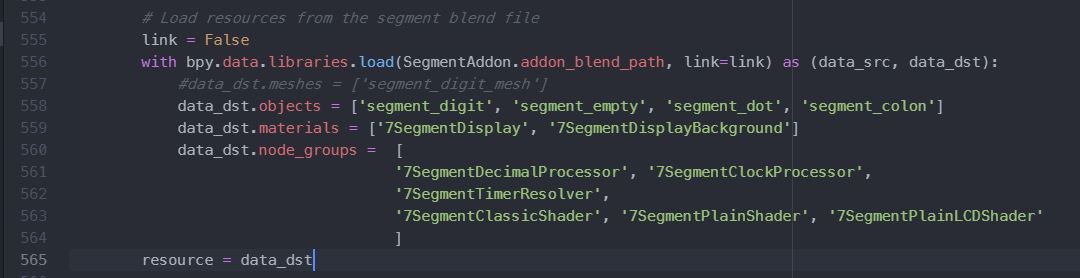 554 # Load resources from the segment blend file
555 link = False
556 with bpy.data.libraries.load(SegmentAddon.addon_blend_path, link=link) as (data_src, data_dst):
557 #data_dst.meshes = ['segment_digit_mesh']
558 data_dst.objects = ['segment_digit', 'segment_empty', 'segment_dot', 'segment_colon']
559 data_dst.materials = ['7SegmentDisplay', '7SegmentDisplayBackground']
560 data_dst.node_groups =  [
561 '7SegmentDecimalProcessor', '7SegmentClockProcessor',
562 '7SegmentTimerResolver',
563 '7SegmentClassicShader', '7SegmentPlainShader', '7SegmentPlainLCDShader'
564 ]
565 resource = data_dst